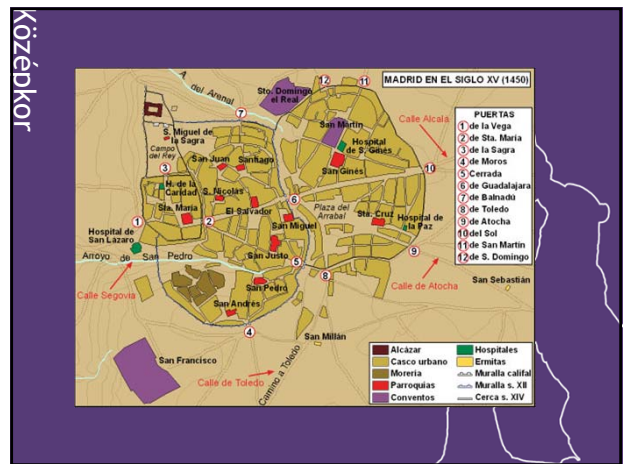 Középkor
MADRID EN EL SIGLO XV (1450)
PUERTAS
1 de la Vega
2 de Sta. María
3 de la Sagra
4 de Moros
5 Cerrada
6 de Guadalajara
7 de Balnadú
8 de Toledo
9 de Atocha
10 del Sol
11 de San Martín
12 de S. Domingo
A. del Arenal
Sto. Domingo
el Real
12
11
7
S. Miguel de
la Sagra
Campo
del Rey
San Martín
Hospital
de S. Ginés
Calle Alcalá
San Juan
Santiago
3
San Ginés
10
H. de la
Caridad
S. Nicolás
6
Sta. María
El Salvador
Plaza del
Arrabal
1
2
San Miguel
Sta. Cruz
Hospital de
la Paz
Hospital de
San Lázaro
San Justo
9
Arroyo de San Pedro
5
8
Calle Segovia
San Pedro
Calle de Atocha
San Sebastián
San Andrés
4
San Millán
San Francisco
Calle de Toledo
Camino a Toledo
Alcázar
Casco urbano
Morería
Parroquias
Conventos
Hospitales
Ermitas
Muralla califal
Muralla s. XII
Cerca s. XIV